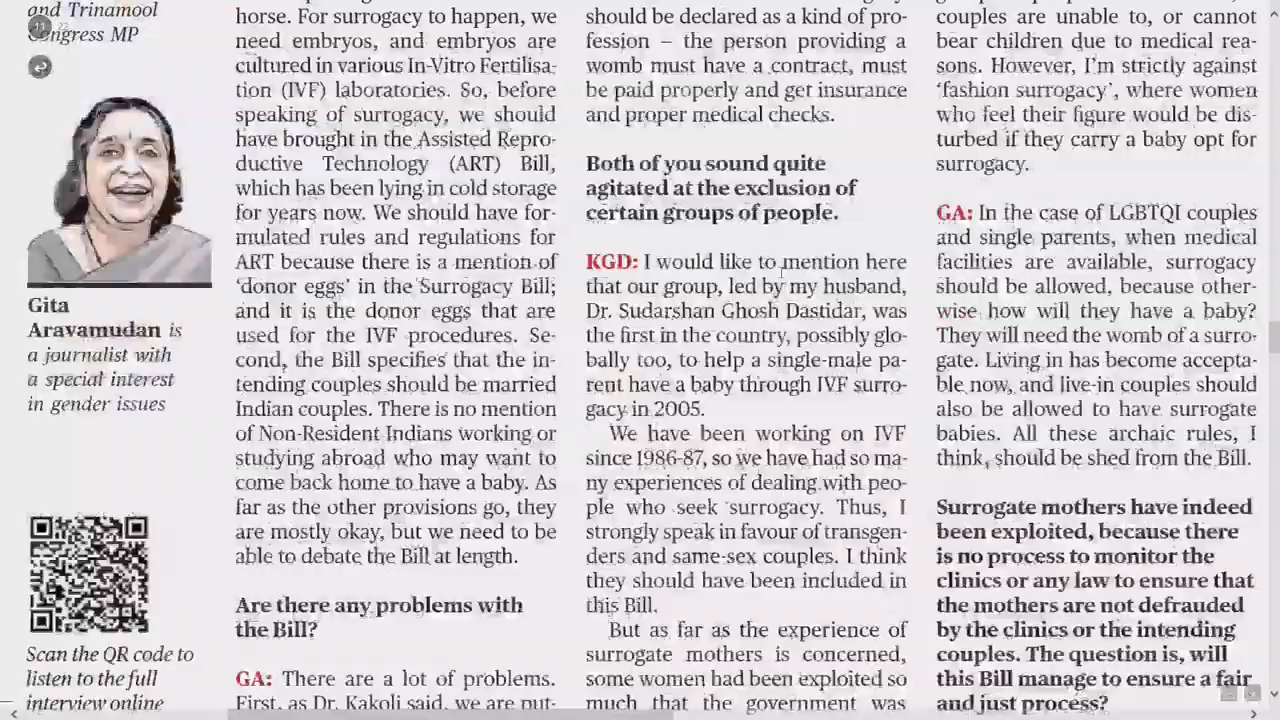 and Trinamool
Congress MP
Gita
Aravamudan is
a journalist with
a special interest
in gender issues
Scan the QR code to
listen to the full
interview online
horse. For surrogacy to happen, we
need embryos, and embryos are
cultured in various In-Vitro Fertilisa-
tion (IVF) laboratories. So, before
speaking of surrogacy, we should
have brought in the Assisted Repro-
ductive Technology (ART) Bill,
which has been lying in cold storage
for years now. We should have for-
mulated rules and regulations for
ART because there is a mention of
‘donor eggs’ in the Surrogacy Bill;
and it is the donor eggs that are
used for the IVF procedures. Se-
cond, the Bill specifies that the in-
tending couples should be married
Indian couples. There is no mention
of Non-Resident Indians working or
studying abroad who may want to
come back home to have a baby. As
far as the other provisions go, they
are mostly okay, but we need to be
able to debate the Bill at length.
Are there any problems with
the Bill?
GA: There are a lot of problems.
First, as Dr. Kakoli said, we are put-
should be declared as a kind of pro-
fession – the person providing a
womb must have a contract, must
be paid properly and get insurance
and proper medical checks.
Both of you sound quite
agitated at the exclusion of
certain groups of people.
KGD: I would like to mention here
that our group, led by my husband,
Dr. Sudarshan Ghosh Dastidar, was
the first in the country, possibly glo-
bally too, to help a single-male pa-
rent have a baby through IVF surro-
gacy in 2005.
We have been working on IVF
since 1986-87, so we have had so ma-
ny experiences of dealing with peo-
ple who seek surrogacy. Thus, I
strongly speak in favour of transgen-
ders and same-sex couples. I think
they should have been included in
this Bill.
But as far as the experience of
surrogate mothers is concerned,
some women had been exploited so
much that the government was
couples are unable to, or cannot
bear children due to medical rea-
sons. However, I’m strictly against
‘fashion surrogacy’, where women
who feel their figure would be dis-
turbed if they carry a baby opt for
surrogacy.
GA: In the case of LGBTQI couples
and single parents, when medical
facilities are available, surrogacy
should be allowed, because other-
wise how will they have a baby?
They will need the womb of a surro-
gate. Living in has become accepta-
ble now, and live-in couples should
also be allowed to have surrogate
babies. All these archaic rules, I
think, should be shed from the Bill.
Surrogate mothers have indeed
been exploited, because there
is no process to monitor the
clinics or any law to ensure that
the mothers are not defrauded
by the clinics or the intending
couples. The question is, will
this Bill manage to ensure a fair
and just process?